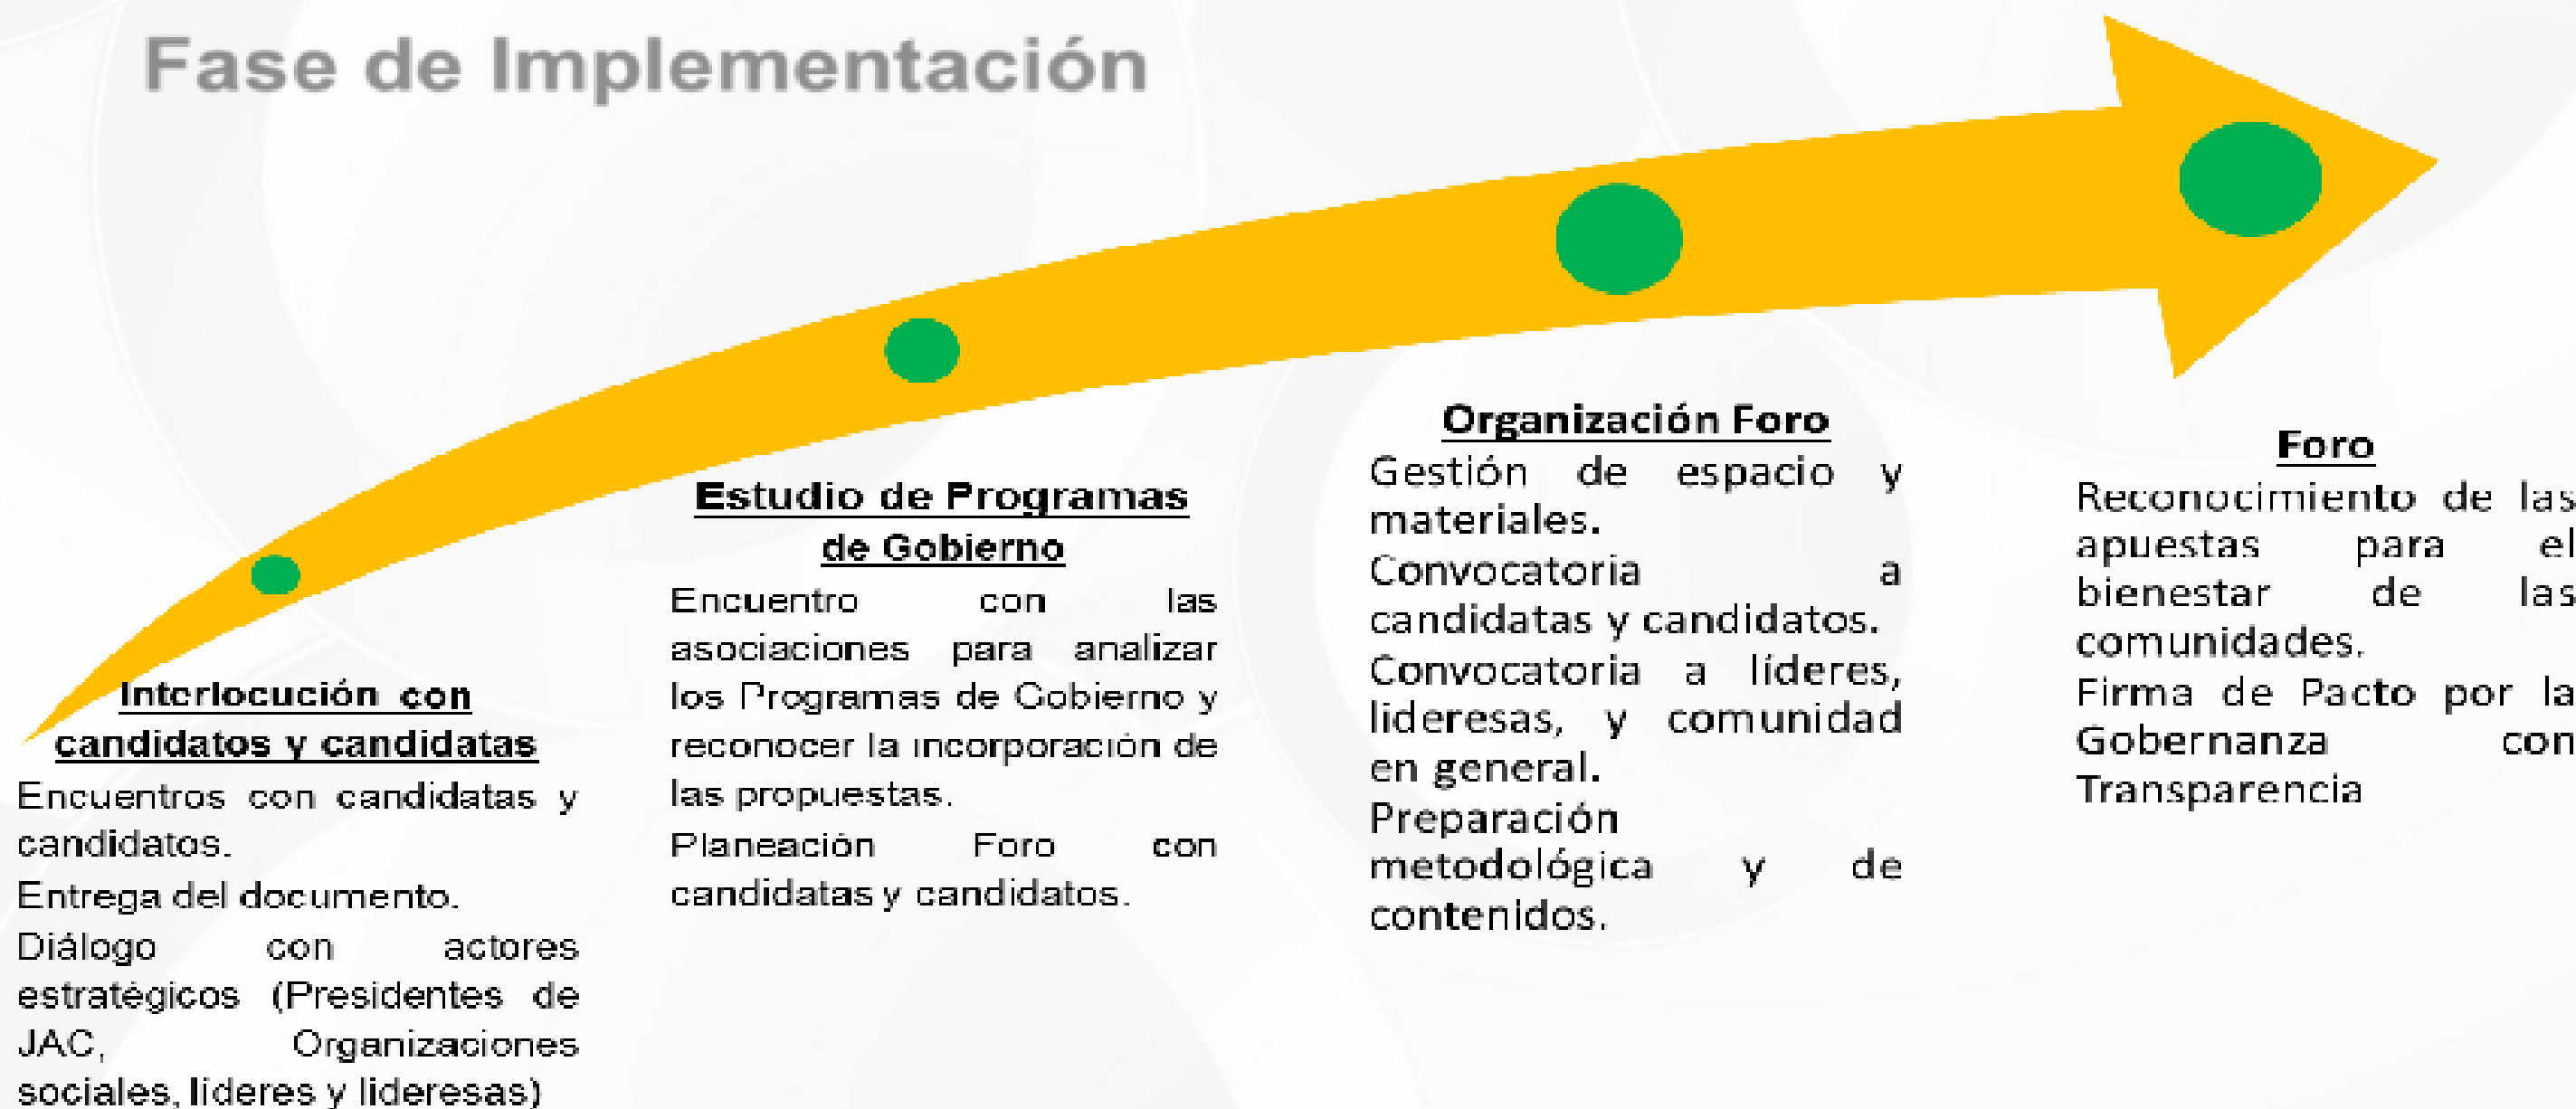 Fase de Implementación
Interlocución con
candidatos y candidatas
Encuentros con candidatas y
candidatos.
Entrega del documento.
Diálogo con actores
estratégicos (Presidentes de
JAC, Organizaciones
sociales, líderes y lideresas)
Estudio de Programas
de Gobierno
Encuentro con las
asociaciones para analizar
los Programas de Gobierno y
reconocer la incorporación de
las propuestas.
Planeación Foro con
candidatas y candidatos.
Organización Foro
Gestión de espacio y
materiales.
Convocatoria a
candidatas y candidatos.
Convocatoria a líderes,
lideresas, y comunidad
en general.
Preparación
metodológica y de
contenidos.
Foro
Reconocimiento de las
apuestas para el
bienestar de las
comunidades.
Firma de Pacto por la
Gobernanza con
Transparencia